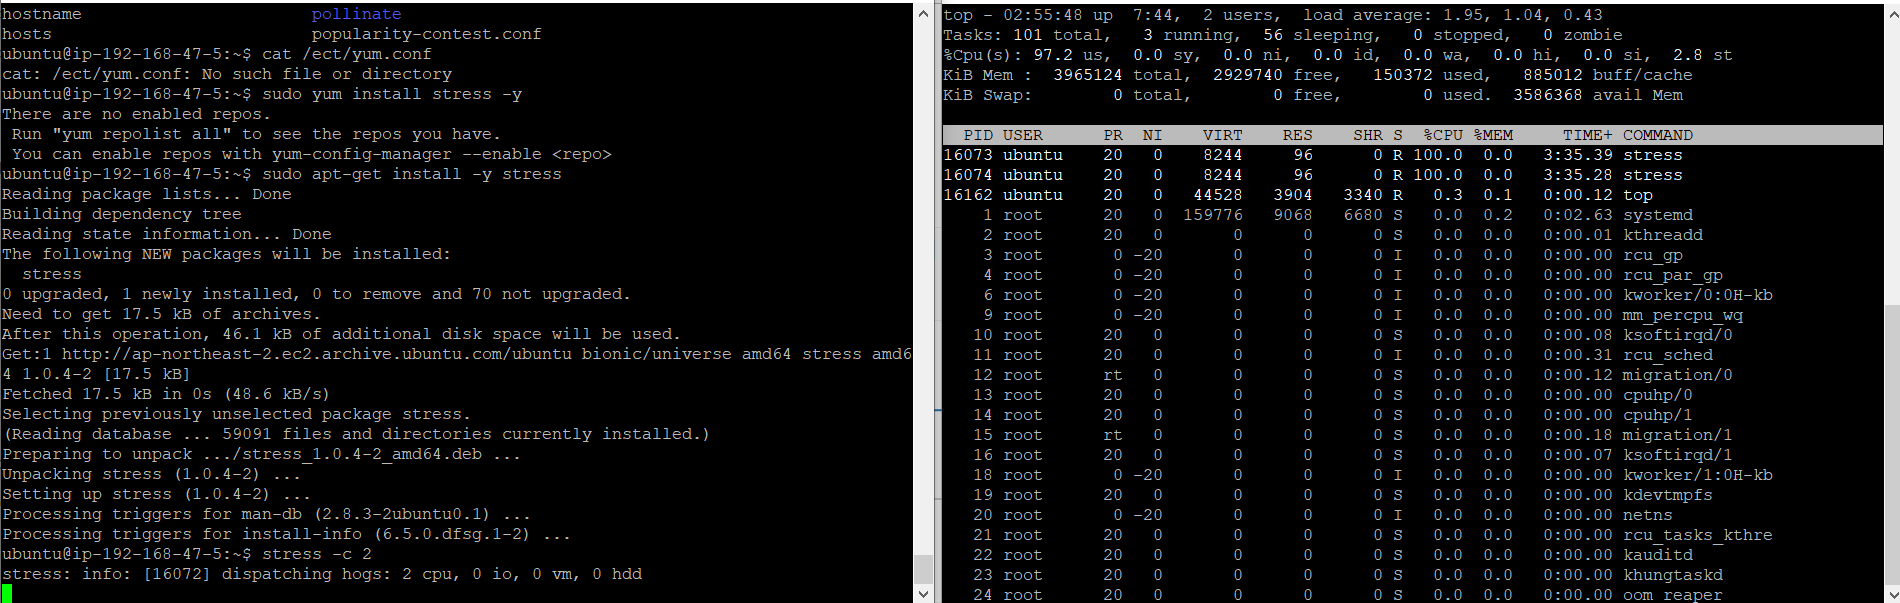 hostname                       pollinate
hosts                          popularity-contest.conf
ubuntu@ip-192-168-47-5:~$ cat /ect/yum.conf
cat: /ect/yum.conf: No such file or directory
ubuntu@ip-192-168-47-5:~$ sudo yum install stress -y
There are no enabled repos.
 Run "yum repolist all" to see the repos you have.
 You can enable repos with yum-config-manager --enable <repo>
ubuntu@ip-192-168-47-5:~$ sudo apt-get install -y stress
Reading package lists... Done
Building dependency tree
Reading state information... Done
The following NEW packages will be installed:
  stress
0 upgraded, 1 newly installed, 0 to remove and 70 not upgraded.
Need to get 17.5 kB of archives.
After this operation, 46.1 kB of additional disk space will be used.
Get:1 http://ap-northeast-2.ec2.archive.ubuntu.com/ubuntu bionic/universe amd64 stress amd6
4 1.0.4-2 [17.5 kB]
Fetched 17.5 kB in 0s (48.6 kB/s)
Selecting previously unselected package stress.
(Reading database ... 59091 files and directories currently installed.)
Preparing to unpack .../stress_1.0.4-2_amd64.deb ...
Unpacking stress (1.0.4-2) ...
Setting up stress (1.0.4-2) ...
Processing triggers for man-db (2.8.3-2ubuntu0.1) ...
Processing triggers for install-info (6.5.0.dfsg.1-2) ...
ubuntu@ip-192-168-47-5:~$ stress -c 2
stress: info: [16072] dispatching hogs: 2 cpu, 0 io, 0 vm, 0 hdd
top - 02:55:48 up  7:44,  2 users,  load average: 1.95, 1.04, 0.43
Tasks: 101 total,   3 running,  56 sleeping,   0 stopped,   0 zombie
%Cpu(s): 97.2 us,  0.0 sy,  0.0 ni,  0.0 id,  0.0 wa,  0.0 hi,  0.0 si,  2.8 st
KiB Mem :  3965124 total,  2929740 free,   150372 used,   885012 buff/cache
KiB Swap:        0 total,        0 free,        0 used.  3586368 avail Mem
  PID USER      PR  NI    VIRT    RES    SHR S  %CPU %MEM     TIME+ COMMAND
16073 ubuntu    20   0    8244     96      0 R 100.0  0.0   3:35.39 stress
16074 ubuntu    20   0    8244     96      0 R 100.0  0.0   3:35.28 stress
16162 ubuntu    20   0   44528   3904   3340 R   0.3  0.1   0:00.12 top
    1 root      20   0  159776   9068   6680 S   0.0  0.2   0:02.63 systemd
    2 root      20   0       0      0      0 S   0.0  0.0   0:00.01 kthreadd
    3 root       0 -20       0      0      0 I   0.0  0.0   0:00.00 rcu_gp
    4 root       0 -20       0      0      0 I   0.0  0.0   0:00.00 rcu_par_gp
    6 root       0 -20       0      0      0 I   0.0  0.0   0:00.00 kworker/0:0H-kb
    9 root       0 -20       0      0      0 I   0.0  0.0   0:00.00 mm_percpu_wq
   10 root      20   0       0      0      0 S   0.0  0.0   0:00.08 ksoftirqd/0
   11 root      20   0       0      0      0 I   0.0  0.0   0:00.31 rcu_sched
   12 root      rt   0       0      0      0 S   0.0  0.0   0:00.12 migration/0
   13 root      20   0       0      0      0 S   0.0  0.0   0:00.00 cpuhp/0
   14 root      20   0       0      0      0 S   0.0  0.0   0:00.00 cpuhp/1
   15 root      rt   0       0      0      0 S   0.0  0.0   0:00.18 migration/1
   16 root      20   0       0      0      0 S   0.0  0.0   0:00.07 ksoftirqd/1
   18 root       0 -20       0      0      0 I   0.0  0.0   0:00.00 kworker/1:0H-kb
   19 root      20   0       0      0      0 S   0.0  0.0   0:00.00 kdevtmpfs
   20 root       0 -20       0      0      0 I   0.0  0.0   0:00.00 netns
   21 root      20   0       0      0      0 S   0.0  0.0   0:00.00 rcu_tasks_kthre
   22 root      20   0       0      0      0 S   0.0  0.0   0:00.00 kauditd
   23 root      20   0       0      0      0 S   0.0  0.0   0:00.00 khungtaskd
   24 root      20   0       0      0      0 S   0.0  0.0   0:00.00 oom_reaper